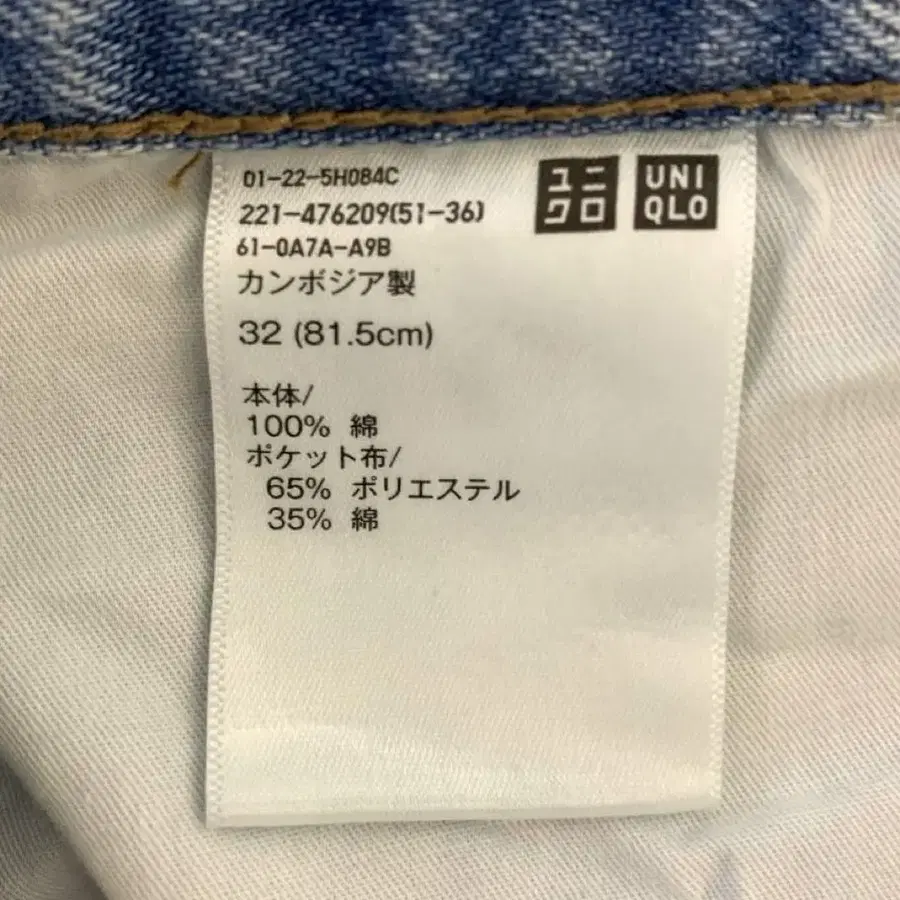 01-22-5H084C
221-476209(51-36)
61-0A7A-A9B
カンボジア製
32 (81.5cm)
本体/
100% 綿
ポケット布/
65% ポリエステル
35% 綿
ユニ
クロ
UNI
QLO